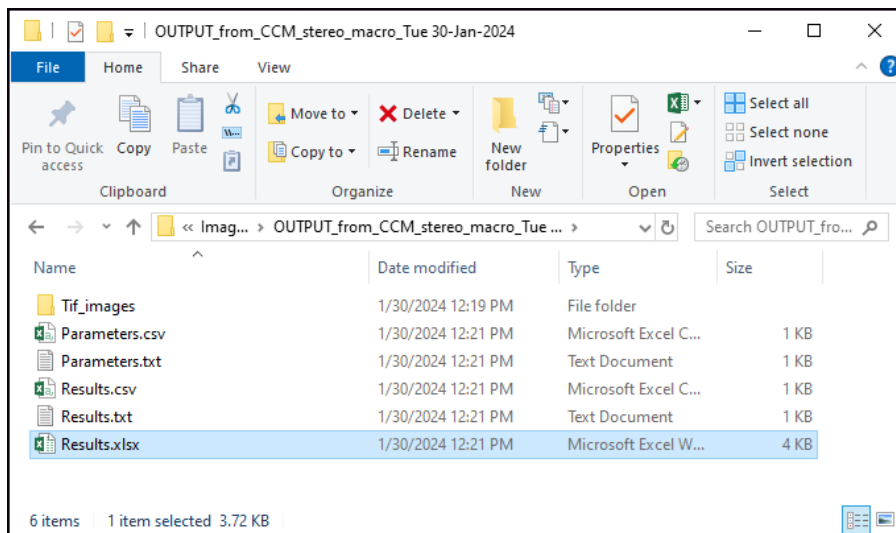 OUTPUT_from_CCM_stereo_macro_Tue 30-Jan-2024
File Home Share View
Pin to Quick access
Copy
Paste
Clipboard
Move to
Copy to
Delete
Rename
Organize
New folder
New
Properties
Open
Select all
Select none
Invert selection
Select
« Imag... › OUTPUT_from_CCM_stereo_macro_Tue ... ›
Search OUTPUT_fro...
Name Date modified Type Size
Tif_images 1/30/2024 12:19 PM File folder
Parameters.csv 1/30/2024 12:21 PM Microsoft Excel C... 1 KB
Parameters.txt 1/30/2024 12:21 PM Text Document 1 KB
Results.csv 1/30/2024 12:21 PM Microsoft Excel C... 1 KB
Results.txt 1/30/2024 12:21 PM Text Document 1 KB
Results.xlsx 1/30/2024 12:21 PM Microsoft Excel W... 4 KB
6 items 1 item selected 3.72 KB